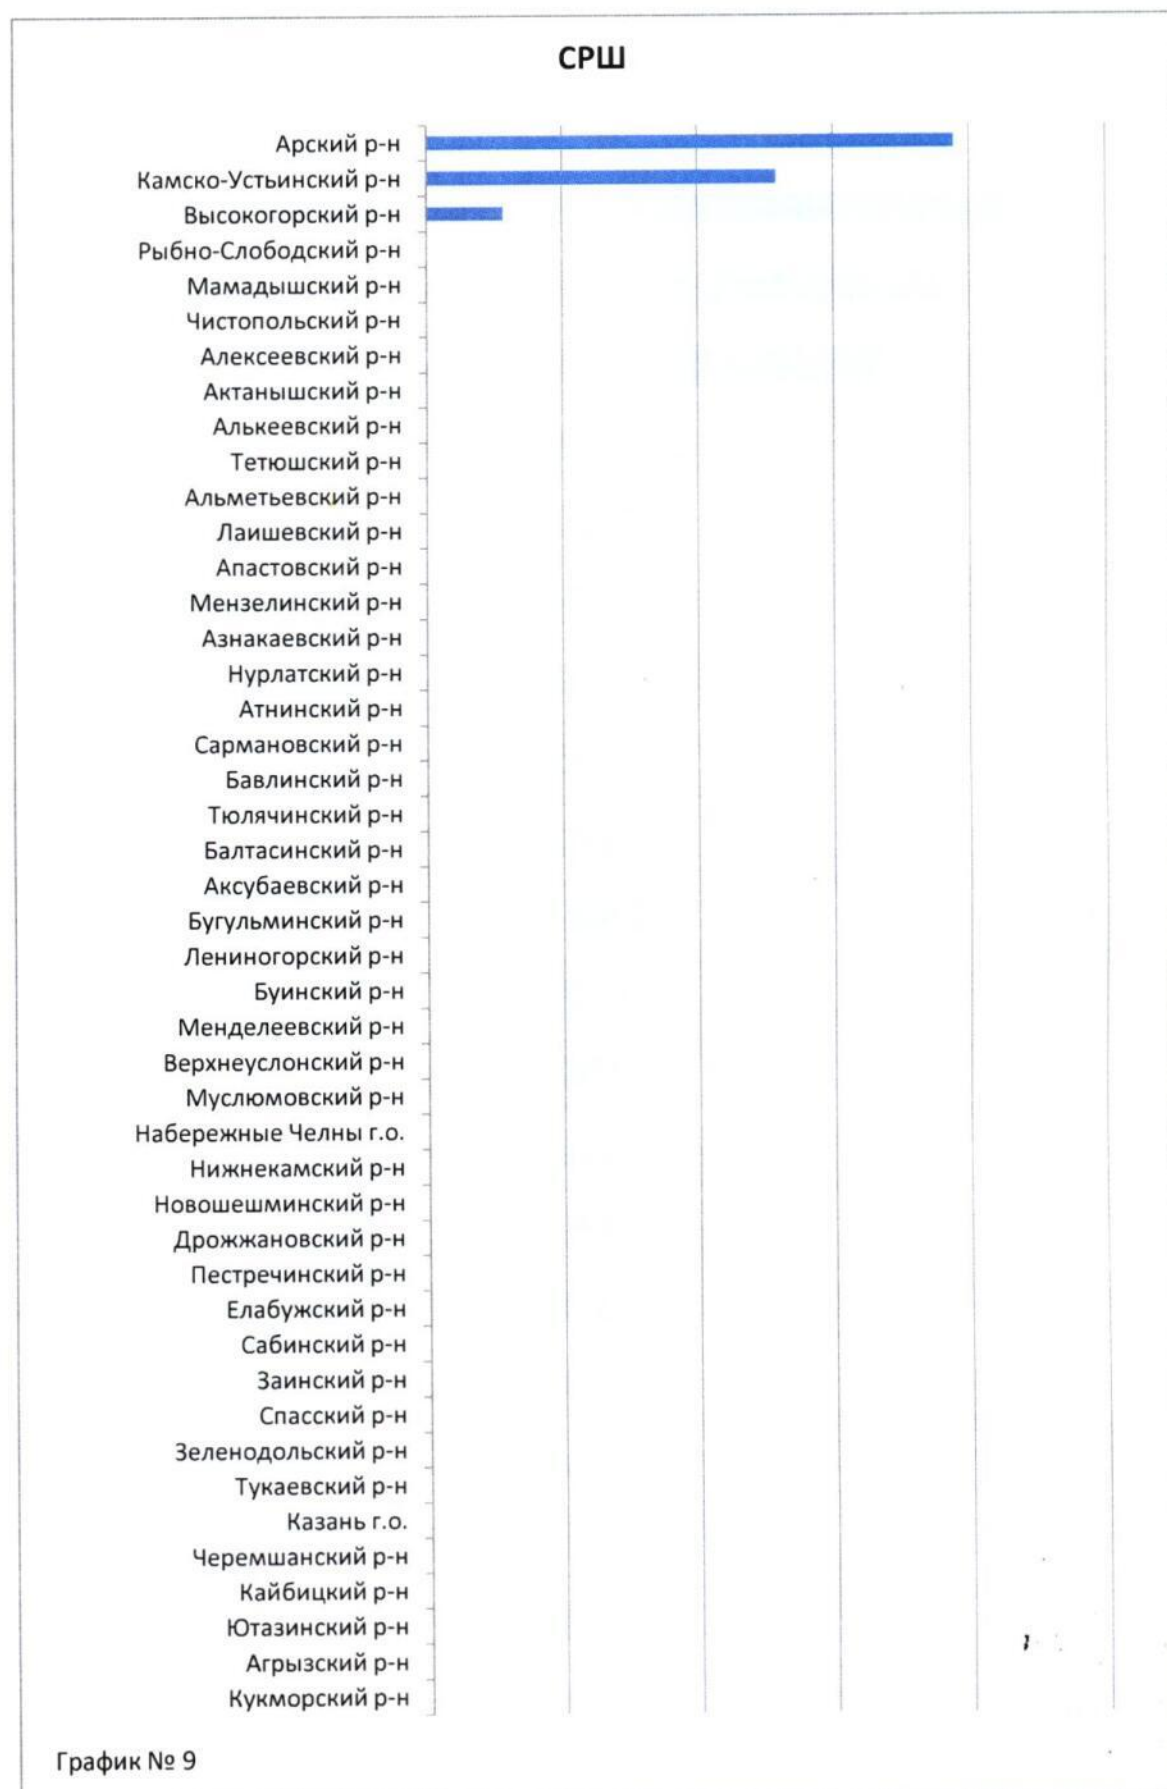 СРШ
Арский р-н
Камско-Устьинский р-н
Высокогорский р-н
Рыбно-Слободский р-н
Мамадышский р-н
Чистопольский р-н
Алексеевский р-н
Актанышский р-н
Алькеевский р-н
Тетюшский р-н
Альметьевский р-н
Лаишевский р-н
Апастовский р-н
Мензелинский р-н
Азнакаевский р-н
Нурлатский р-н
Атнинский р-н
Сармановский р-н
Бавлинский р-н
Тюлячинский р-н
Балтасинский р-н
Аксубаевский р-н
Бугульминский р-н
Лениногорский р-н
Буинский р-н
Менделеевский р-н
Верхнеуслонский р-н
Муслюмовский р-н
Набережные Челны г.о.
Нижнекамский р-н
Новошешминский р-н
Дрожжановский р-н
Пестречинский р-н
Елабужский р-н
Сабинский р-н
Заинский р-н
Спасский р-н
Зеленодольский р-н
Тукаевский р-н
Казань г.о.
Черемшанский р-н
Кайбицкий р-н
Ютазинский р-н
Агрызский р-н
Кукморский р-н
График № 9